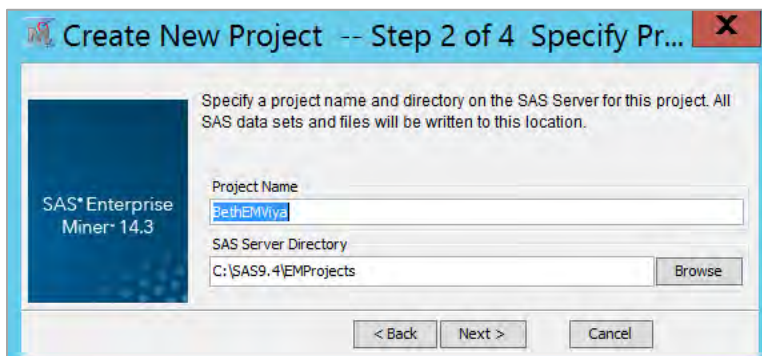 Create New Project -- Step 2 of 4 Specify Pr...
X
Specify a project name and directory on the SAS Server for this project. All
SAS data sets and files will be written to this location.
SAS® Enterprise
Miner™ 14.3
Project Name
BethEMViya
SAS Server Directory
C:\SAS9.4\EMProjects
Browse
< Back
Next >
Cancel